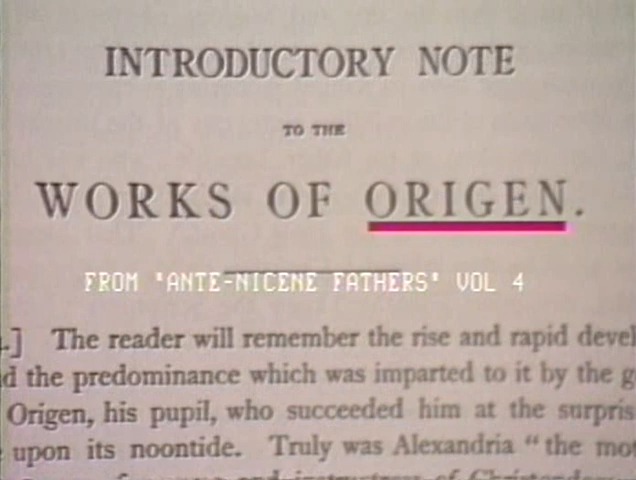 INTRODUCTORY NOTE
TO THE
WORKS OF ORIGEN.
FROM "ANTE-NICENE FATHERS" VOL 4
.] The reader will remember the rise and rapid devel
d the predominance which was imparted to it by the g
Origen, his pupil, who succeeded him at the surpris
upon its noontide. Truly was Alexandria "the mot